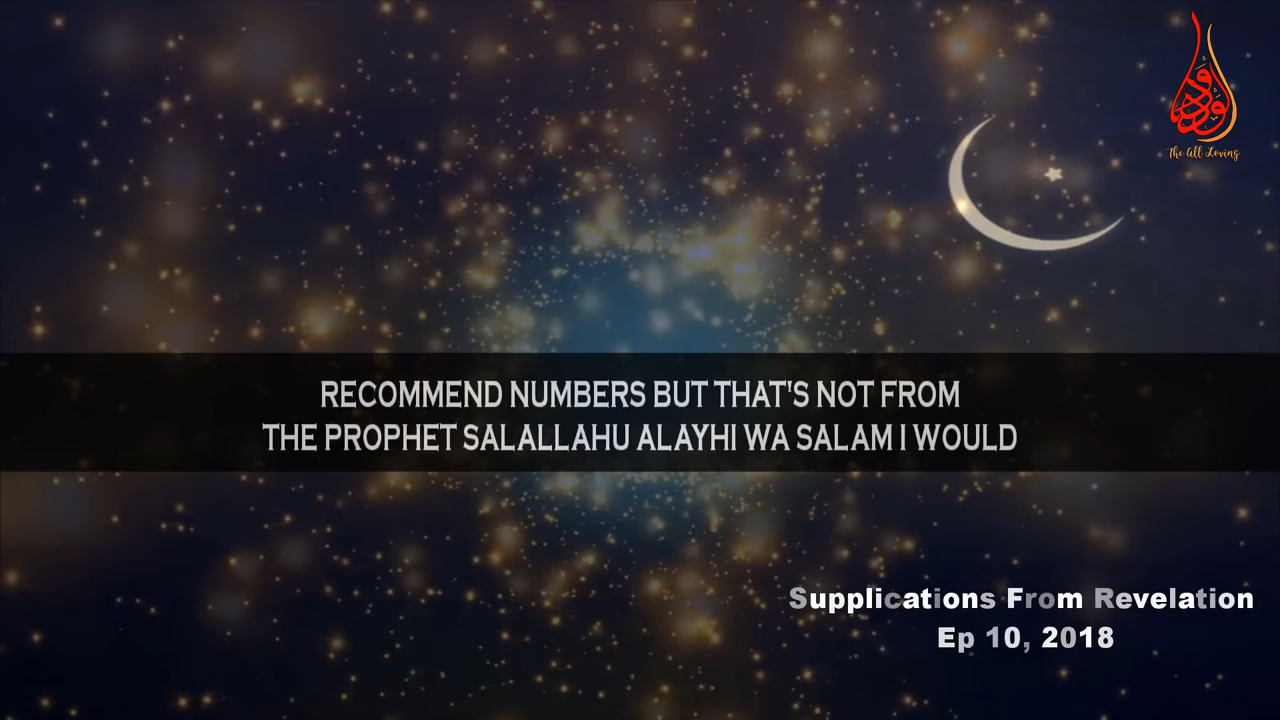 الودود
The All Loving
RECOMMEND NUMBERS BUT THAT'S NOT FROM
THE PROPHET SALALLAHU ALAYHI WA SALAM I WOULD
Supplications From Revelation
Ep 10, 2018